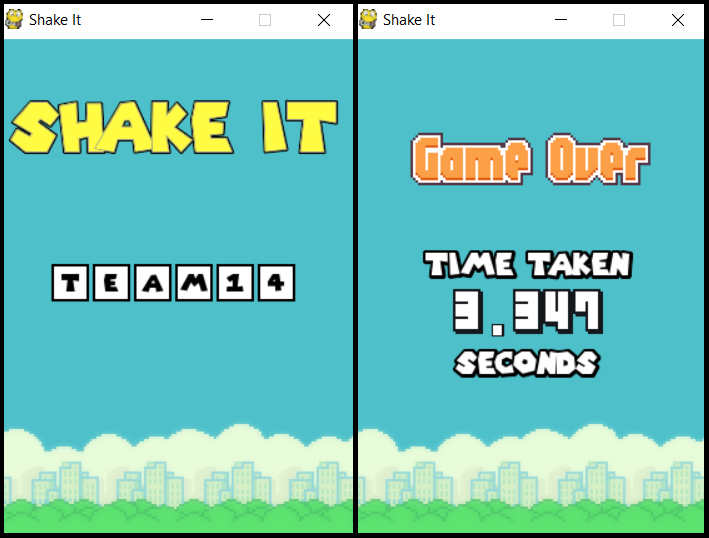 Shake It
SHAKE IT
TEAM14
Shake It
Game Over
TIME TAKEN
3.347
SECONDS